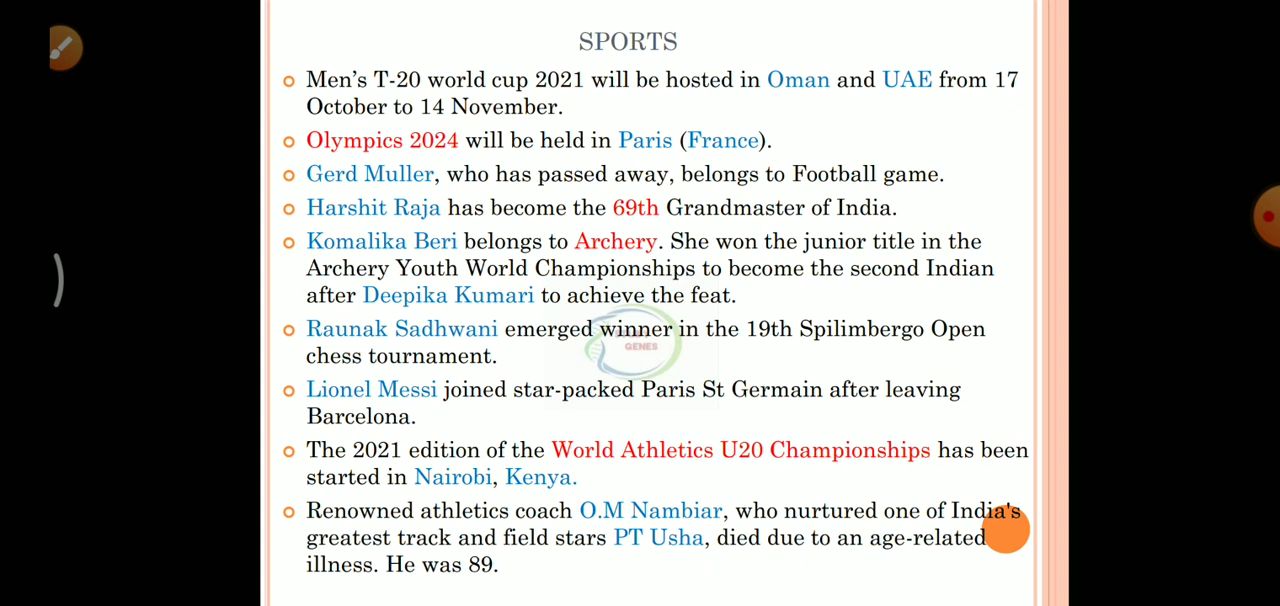 SPORTS
Men's T-20 world cup 2021 will be hosted in Oman and UAE from 17
October to 14 November.
Olympics 2024 will be held in Paris (France).
Gerd Muller, who has passed away, belongs to Football game.
Harshit Raja has become the 69th Grandmaster of India.
Komalika Beri belongs to Archery. She won the junior title in the
Archery Youth World Championships to become the second Indian
after Deepika Kumari to achieve the feat.
Raunak Sadhwani emerged winner in the 19th Spilimbergo Open
GENES
chess tournament.
Lionel Messi joined star-packed Paris St Germain after leaving
Barcelona.
The 2021 edition of the World Athletics U20 Championships has been
started in Nairobi, Kenya.
Renowned athletics coach O.M Nambiar, who nurtured one of India's
greatest track and field stars PT Usha, died due to an age-related
illness. He was 89.